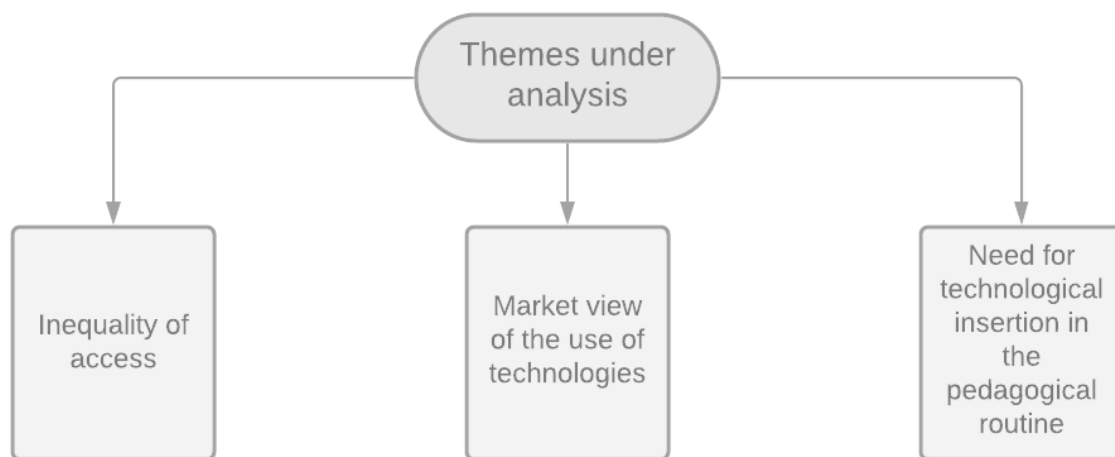 Themes under
analysis
Inequality of
access
Market view
of the use of
technologies
Need for
technological
insertion in
the
pedagogical
routine